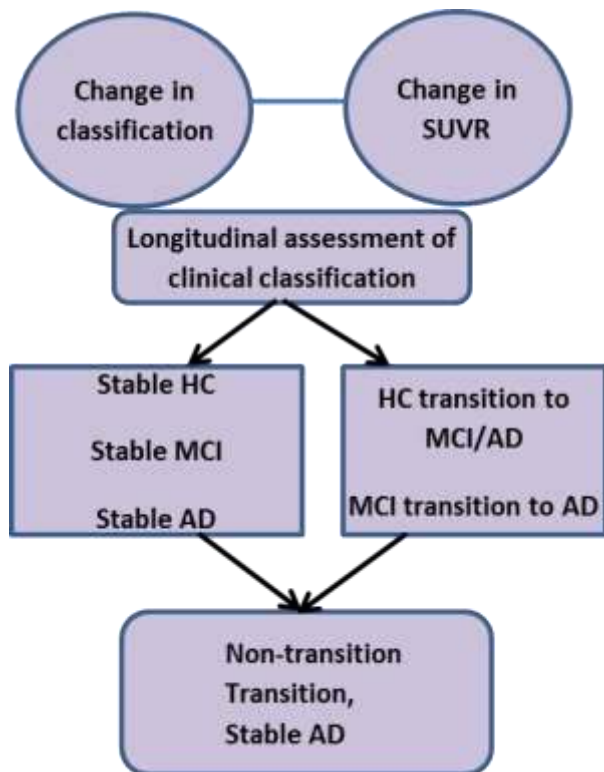 Change in
classification
Change in
SUVR
Longitudinal assessment of
clinical classification
Stable HC
Stable MCI
Stable AD
HC transition to
MCI/AD
MCI transition to AD
Non-transition
Transition,
Stable AD